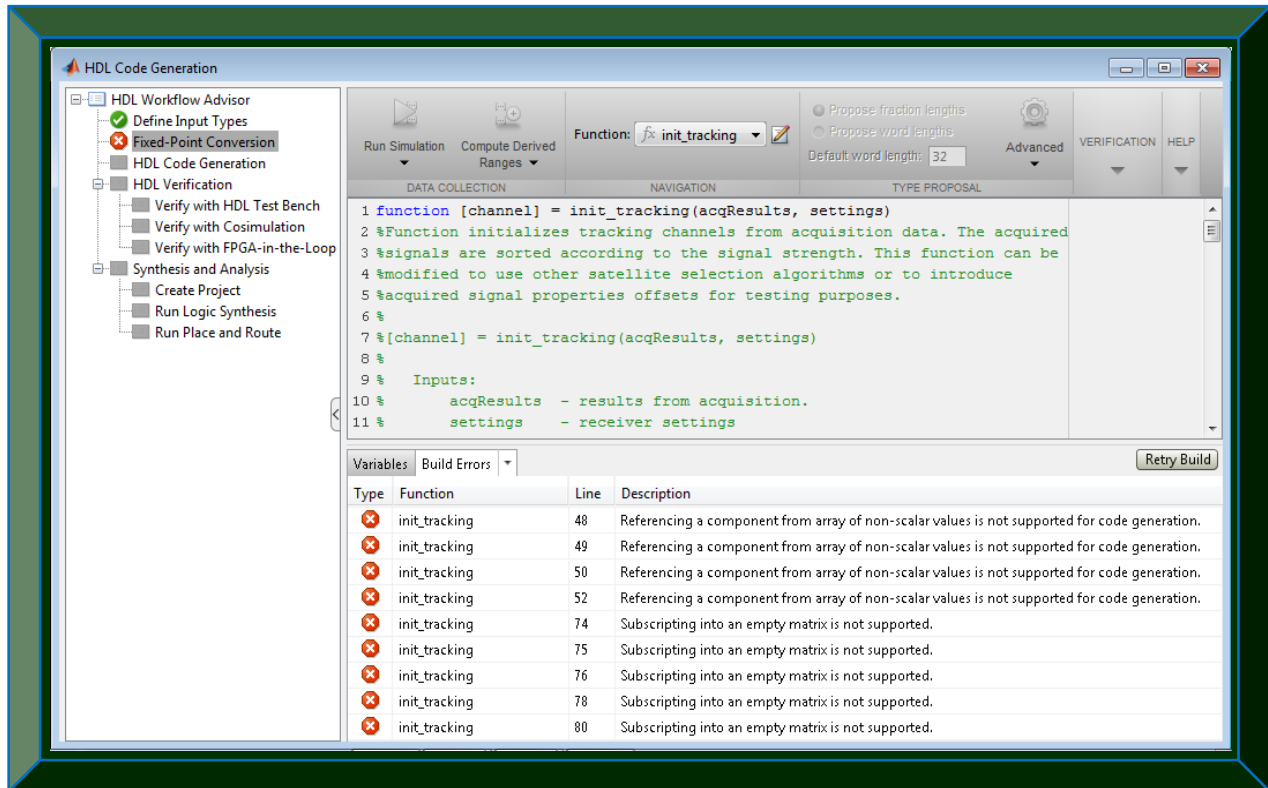 HDL Code Generation
HDL Workflow Advisor
Define Input Types
Fixed-Point Conversion
HDL Code Generation
HDL Verification
Verify with HDL Test Bench
Verify with Cosimulation
Verify with FPGA-in-the-Loop
Synthesis and Analysis
Create Project
Run Logic Synthesis
Run Place and Route
Run Simulation
Compute Derived
Ranges
DATA COLLECTION
Function: fx init_tracking
NAVIGATION
Propose fraction lengths
Propose word lengths
Default word length: 32
Advanced
TYPE PROPOSAL
VERIFICATION
HELP
1 function [channel] = init_tracking(acqResults, settings)
2 %Function initializes tracking channels from acquisition data. The acquired
3 %signals are sorted according to the signal strength. This function can be
4 %modified to use other satellite selection algorithms or to introduce
5 %acquired signal properties offsets for testing purposes.
6 %
7 %[channel] = init_tracking(acqResults, settings)
8 %
9 %   Inputs:
10 %       acqResults  - results from acquisition.
11 %       settings    - receiver settings
Variables Build Errors
Retry Build
Type Function Line Description
init_tracking 48 Referencing a component from array of non-scalar values is not supported for code generation.
init_tracking 49 Referencing a component from array of non-scalar values is not supported for code generation.
init_tracking 50 Referencing a component from array of non-scalar values is not supported for code generation.
init_tracking 52 Referencing a component from array of non-scalar values is not supported for code generation.
init_tracking 74 Subscripting into an empty matrix is not supported.
init_tracking 75 Subscripting into an empty matrix is not supported.
init_tracking 76 Subscripting into an empty matrix is not supported.
init_tracking 78 Subscripting into an empty matrix is not supported.
init_tracking 80 Subscripting into an empty matrix is not supported.